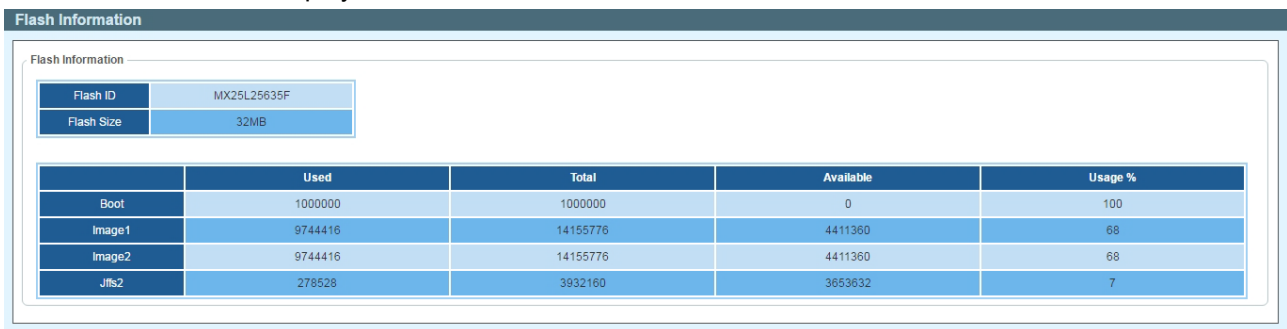 Flash Information
Flash Information
Flash ID MX25L25635F
Flash Size 32MB
Used Total Available Usage %
Boot 1000000 1000000 0 100
Image1 9744416 14155776 4411360 68
Image2 9744416 14155776 4411360 68
Jffs2 278528 3932160 3653632 7